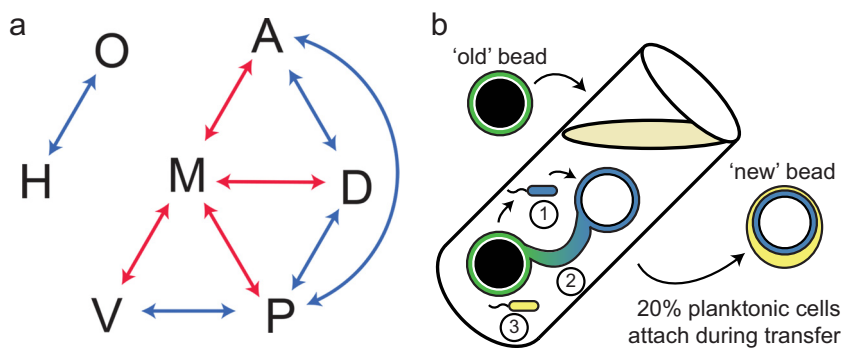 a
O
A
H
M
D
V
P
b
‘old’ bead
‘new’ bead
1
2
3
20% planktonic cells
attach during transfer